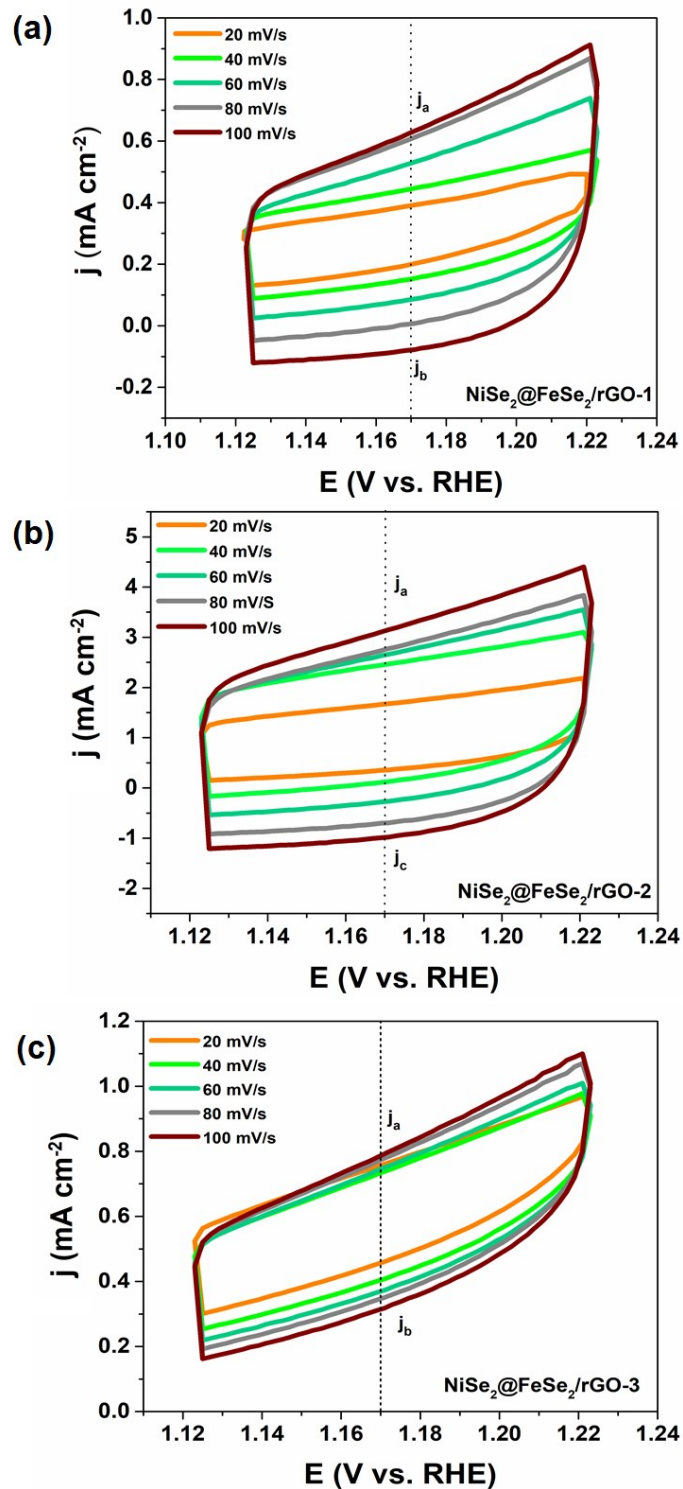 (a)
20 mV/s
40 mV/s
60 mV/s
80 mV/s
100 mV/s
jₐ
j_b
NiSe₂@FeSe₂/rGO-1
j (mA cm⁻²)
1.0
0.8
0.6
0.4
0.2
0.0
-0.2
1.10 1.12 1.14 1.16 1.18 1.20 1.22 1.24
E (V vs. RHE)
(b)
20 mV/s
40 mV/s
60 mV/s
80 mV/S
100 mV/s
jₐ
j_c
NiSe₂@FeSe₂/rGO-2
j (mA cm⁻²)
5
4
3
2
1
0
-1
-2
1.12 1.14 1.16 1.18 1.20 1.22 1.24
E (V vs. RHE)
(c)
20 mV/s
40 mV/s
60 mV/s
80 mV/s
100 mV/s
jₐ
j_b
NiSe₂@FeSe₂/rGO-3
j (mA cm⁻²)
1.2
1.0
0.8
0.6
0.4
0.2
0.0
1.12 1.14 1.16 1.18 1.20 1.22 1.24
E (V vs. RHE)